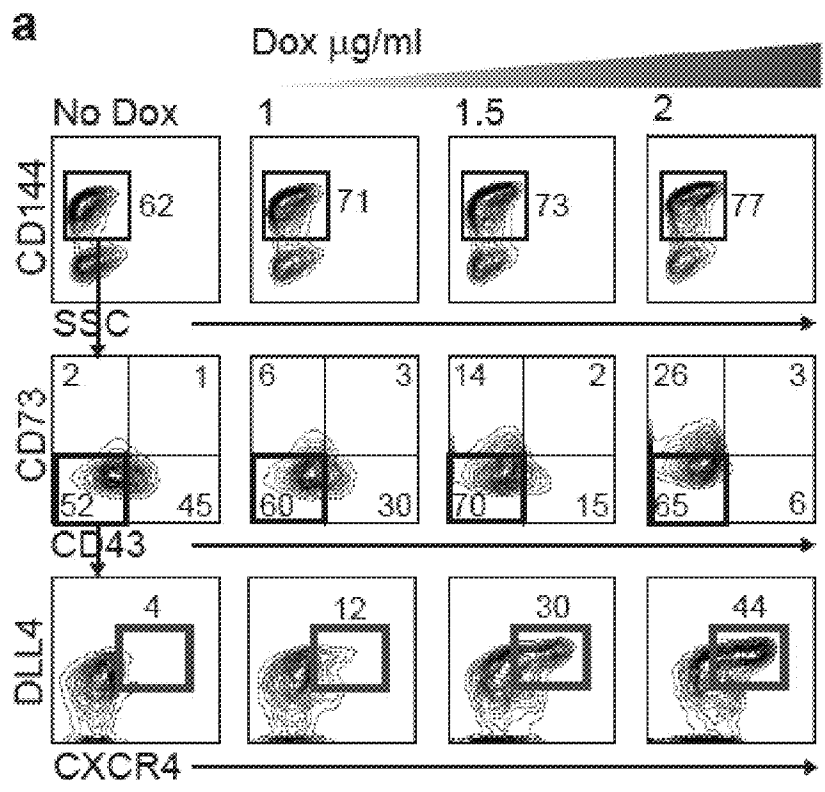 a
Dox µg/ml
No Dox 1 1.5 2
CD144
62 71 73 77
SSC
CD73
2 1 6 3 14 2 26 3
52 45 60 30 70 15 65 6
CD43
DLL4
4 12 30 44
CXCR4